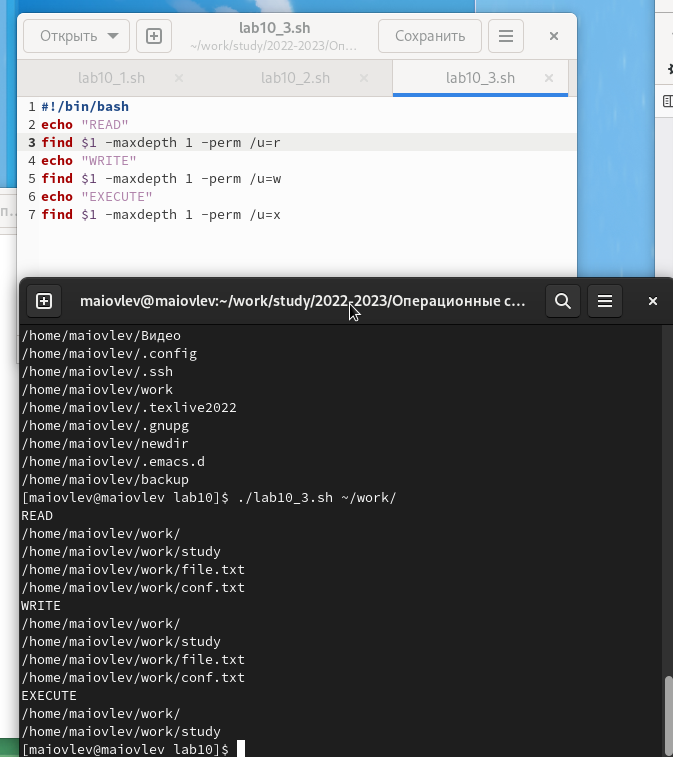 Открыть
lab10_3.sh
~/work/study/2022-2023/Оп…
Сохранить
lab10_1.sh
lab10_2.sh
lab10_3.sh
1 #!/bin/bash
2 echo "READ"
3 find $1 -maxdepth 1 -perm /u=r
4 echo "WRITE"
5 find $1 -maxdepth 1 -perm /u=w
6 echo "EXECUTE"
7 find $1 -maxdepth 1 -perm /u=x
maiovlev@maiovlev:~/work/study/2022-2023/Операционные с…
/home/maiovlev/Видео
/home/maiovlev/.config
/home/maiovlev/.ssh
/home/maiovlev/work
/home/maiovlev/.texlive2022
/home/maiovlev/.gnupg
/home/maiovlev/newdir
/home/maiovlev/.emacs.d
/home/maiovlev/backup
[maiovlev@maiovlev lab10]$ ./lab10_3.sh ~/work/
READ
/home/maiovlev/work/
/home/maiovlev/work/study
/home/maiovlev/work/file.txt
/home/maiovlev/work/conf.txt
WRITE
/home/maiovlev/work/
/home/maiovlev/work/study
/home/maiovlev/work/file.txt
/home/maiovlev/work/conf.txt
EXECUTE
/home/maiovlev/work/
/home/maiovlev/work/study
[maiovlev@maiovlev lab10]$